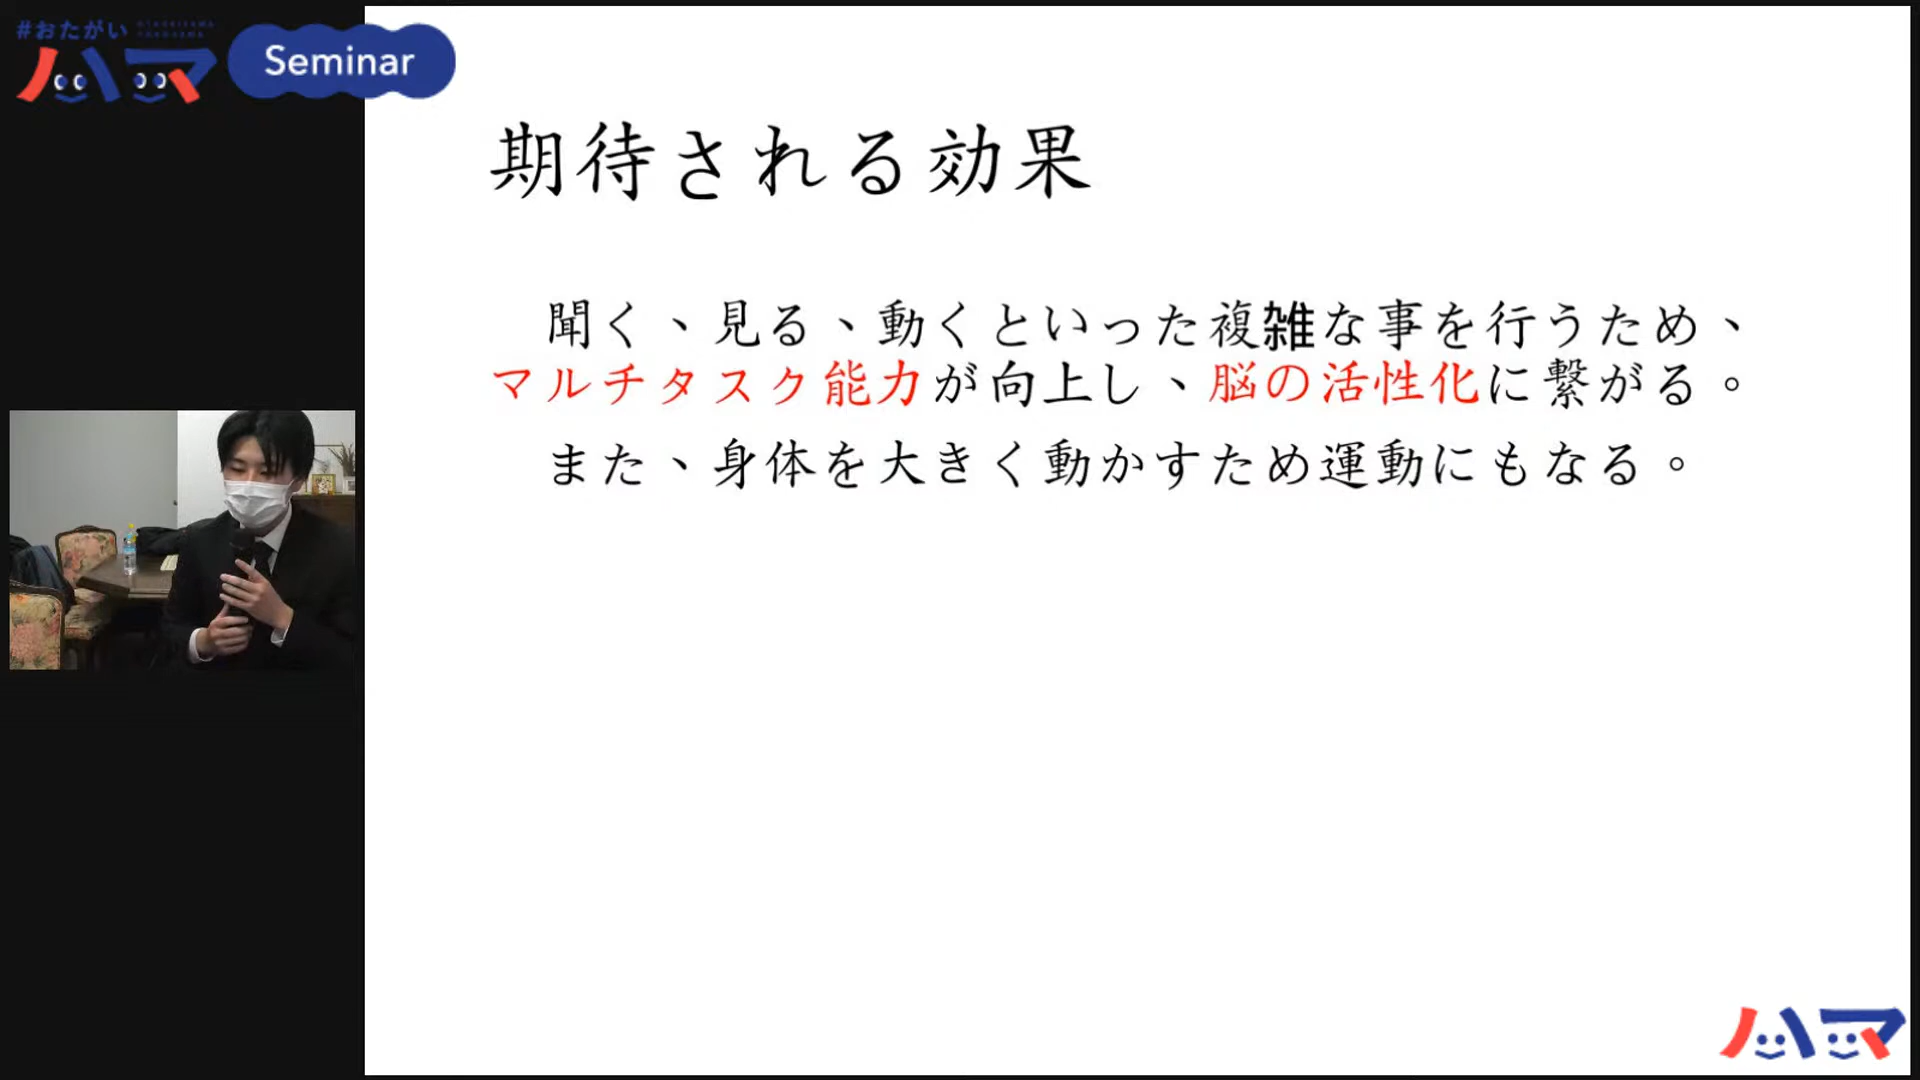 #おたがい
ハマ
Seminar
期待される効果
聞く、見る、動くといった複雑な事を行うため、
マルチタスク能力が向上し、脳の活性化に繋がる。
また、身体を大きく動かすため運動にもなる。
ハマ